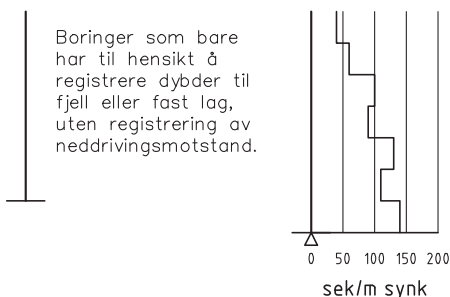 Boringer som bare
har til hensikt å
registrere dybder til
fjell eller fast lag,
uten registrering av
neddrivingsmotstand.
0 50 100 150 200
sek/m synk